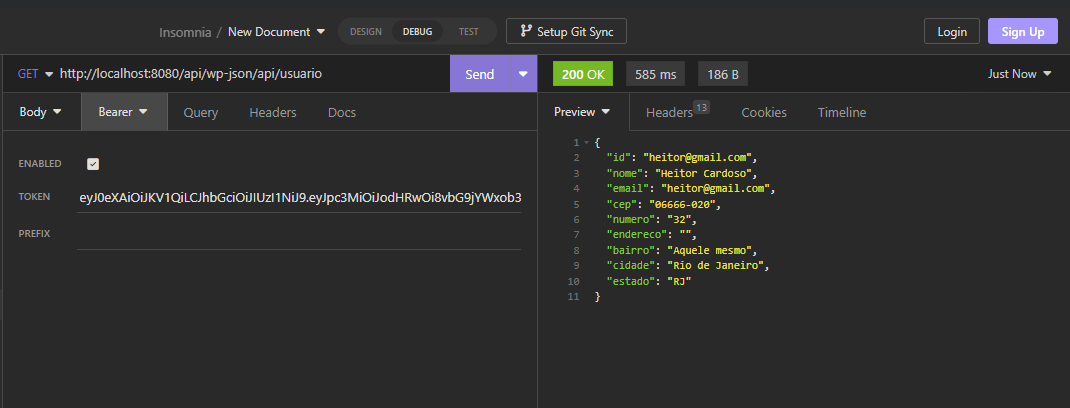 Insomnia / New Document DESIGN DEBUG TEST Setup Git Sync Login Sign Up
GET http://localhost:8080/api/wp-json/api/usuario Send 200 OK 585 ms 186 B Just Now
Body Bearer Query Headers Docs Preview Headers 13 Cookies Timeline
ENABLED
TOKEN eyJ0eXAiOiJKV1QiLCJhbGciOiJIUzI1NiJ9.eyJpc3MiOiJodHRwOi8vbG9jYWxob3
PREFIX
1 {
2 "id": "heitor@gmail.com",
3 "nome": "Heitor Cardoso",
4 "email": "heitor@gmail.com",
5 "cep": "06666-020",
6 "numero": "32",
7 "endereco": "",
8 "bairro": "Aquele mesmo",
9 "cidade": "Rio de Janeiro",
10 "estado": "RJ"
11 }